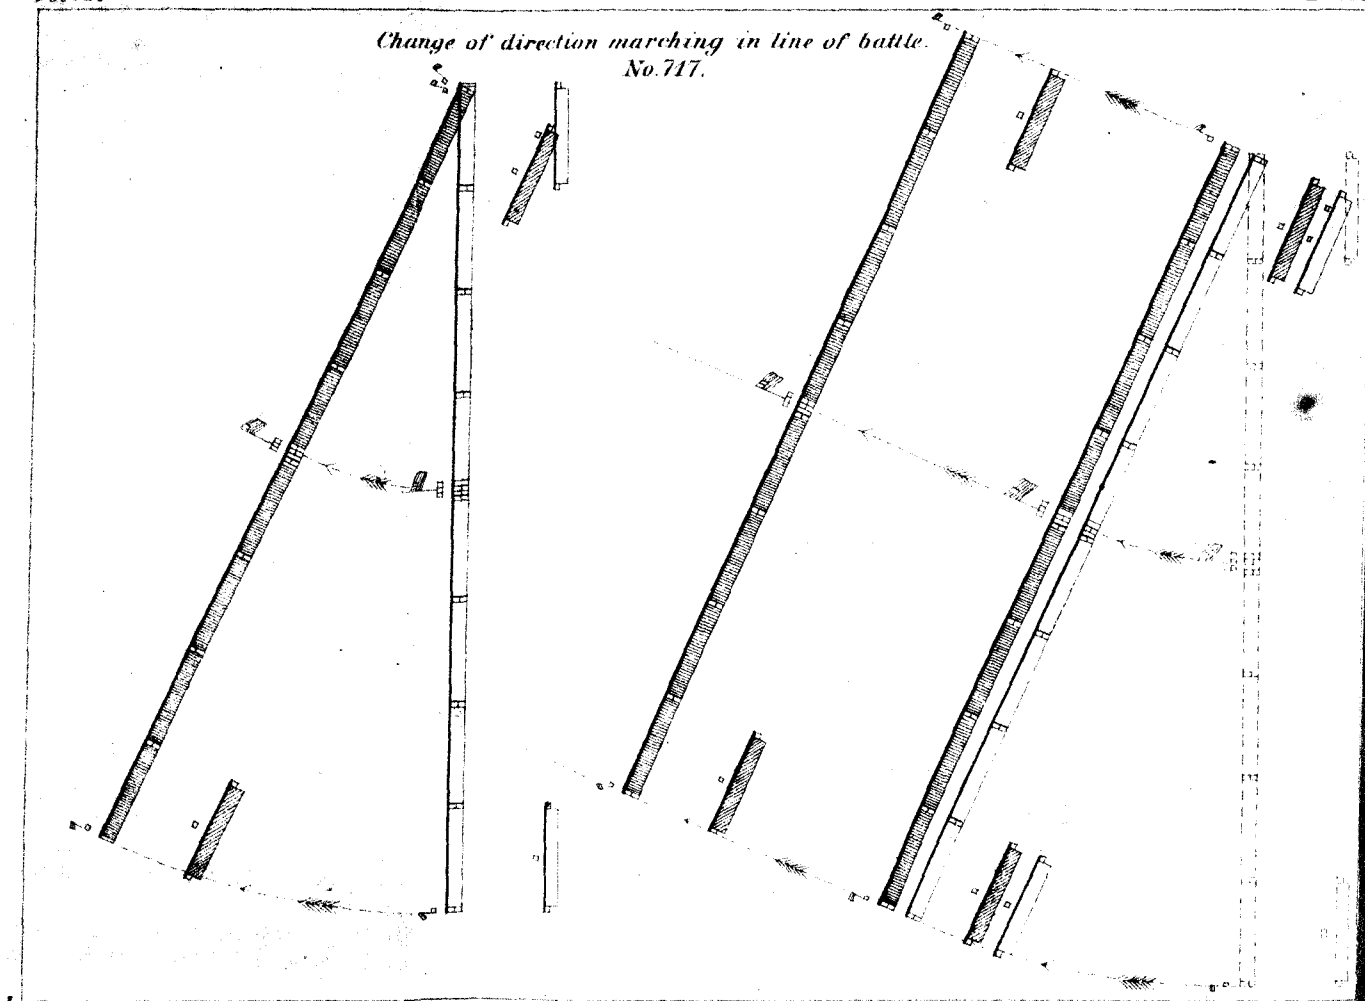 Change of direction marching in line of battle.
No. 717.